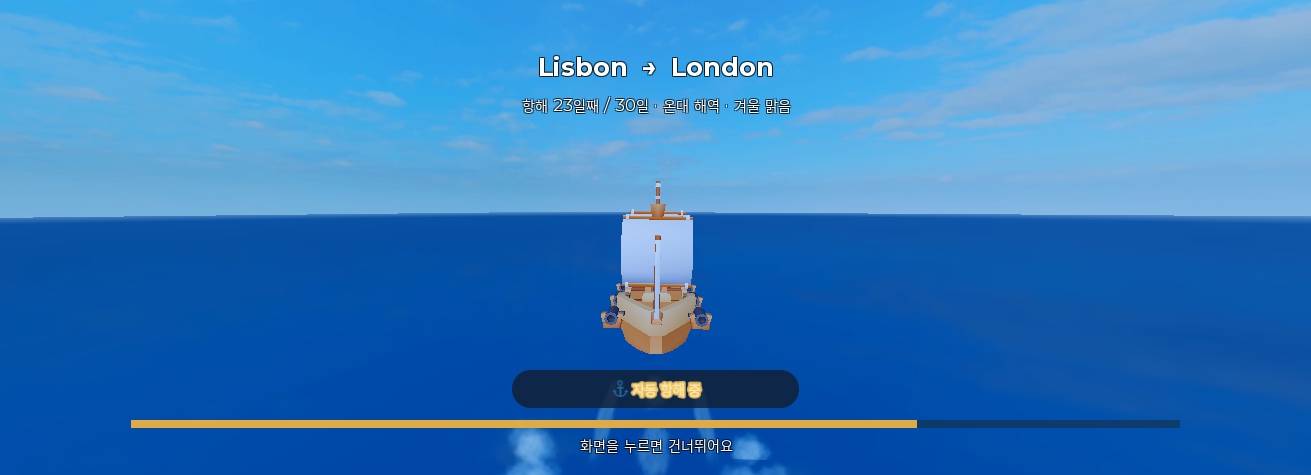 Lisbon → London
항해 23일째 / 30일 · 온대 해역 · 겨울 맑음
⚓ 자동 항해 중
화면을 누르면 건너뛰어요